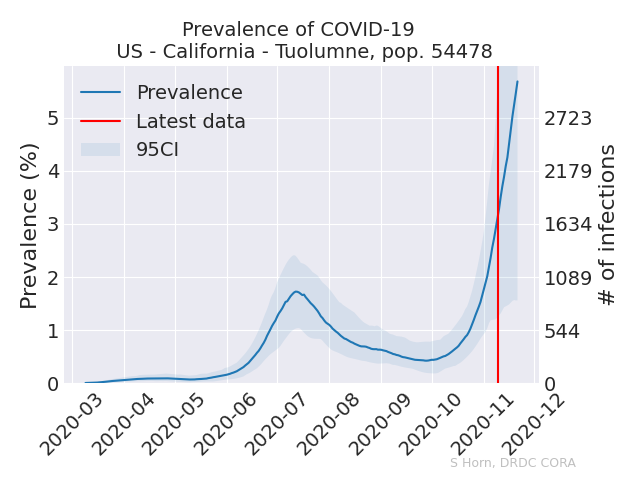 Prevalence of COVID-19
US - California - Tuolumne, pop. 54478
Prevalence
Latest data
95CI
Prevalence (%)
5
4
3
2
1
0
2723
2179
1634
1089
544
0
# of infections
2020-03
2020-04
2020-05
2020-06
2020-07
2020-08
2020-09
2020-10
2020-11
2020-12
S Horn, DRDC CORA